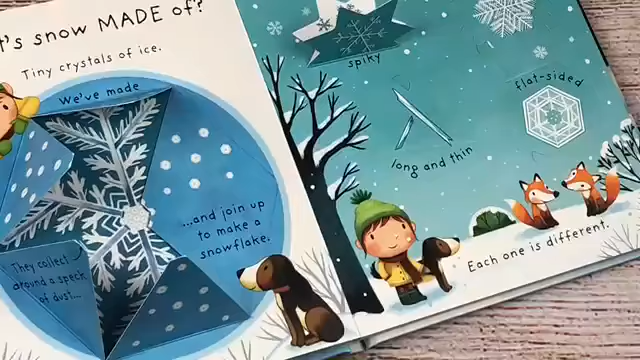 t's snow MADE of?
Tiny crystals of ice.
We've made
They collect
around a speck
of dust...
...and join up
to make a
snowflake.
spiky
flat-sided
long and thin
Each one is different.